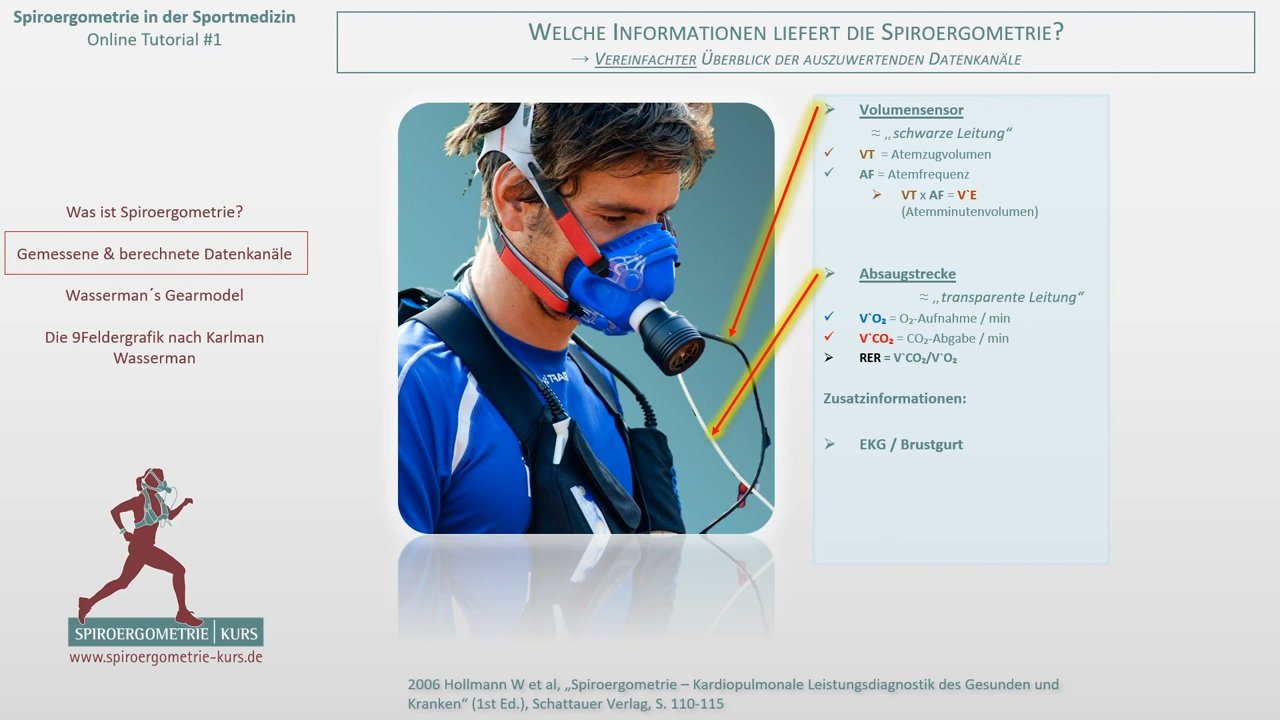 Spiroergometrie in der Sportmedizin
Online Tutorial #1
WELCHE INFORMATIONEN LIEFERT DIE SPIROERGOMETRIE?
→ VEREINFACHTER ÜBERBLICK DER AUSZUWERTENDEN DATENKANÄLE
Was ist Spiroergometrie?
Gemessene & berechnete Datenkanäle
Wasserman´s Gearmodel
Die 9Feldergrafik nach Karlman
Wasserman
SPIROERGOMETRIE | KURS
www.spiroergometrie-kurs.de
➢ Volumensensor
≈ „schwarze Leitung“
✓ VT = Atemzugvolumen
✓ AF = Atemfrequenz
➢ VT x AF = V`E
(Atemminutenvolumen)
➢ Absaugstrecke
≈ „transparente Leitung“
✓ V`O₂ = O₂-Aufnahme / min
✓ V`CO₂ = CO₂-Abgabe / min
➢ RER = V`CO₂/V`O₂
Zusatzinformationen:
➢ EKG / Brustgurt
2006 Hollmann W et al, „Spiroergometrie – Kardiopulmonale Leistungsdiagnostik des Gesunden und
Kranken“ (1st Ed.), Schattauer Verlag, S. 110-115